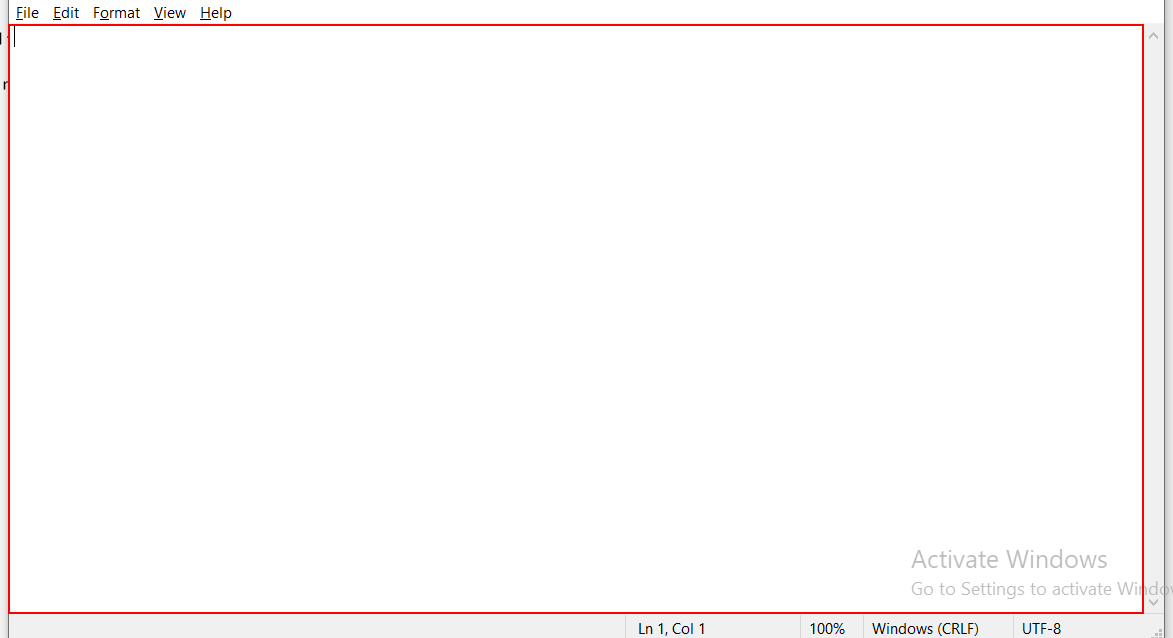 File Edit Format View Help
Activate Windows
Go to Settings to activate Windo
Ln 1, Col 1 100% Windows (CRLF) UTF-8